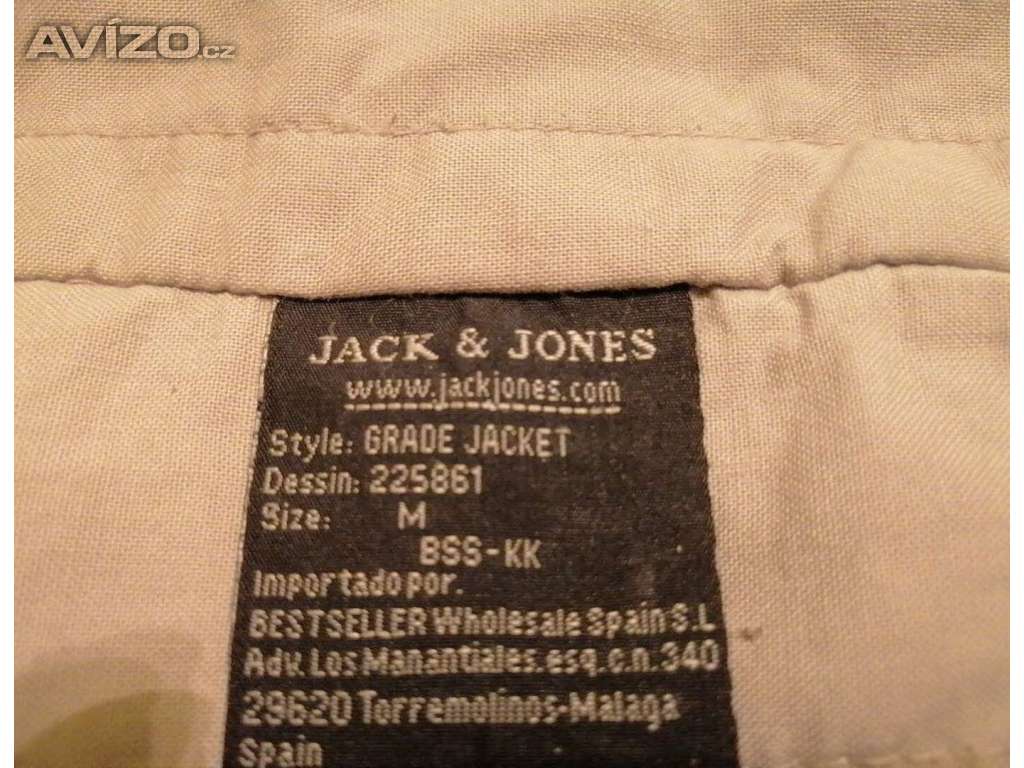 AVÍZO.cz
JACK & JONES
www.jackjones.com
Style: GRADE JACKET
Dessin: 225861
Size: M
BSS-KK
Importado por.
BESTSELLER Wholesale Spain S.L
Adv. Los Manantiales.esq.c.n.340
29620 Torremolinos-Malaga
Spain